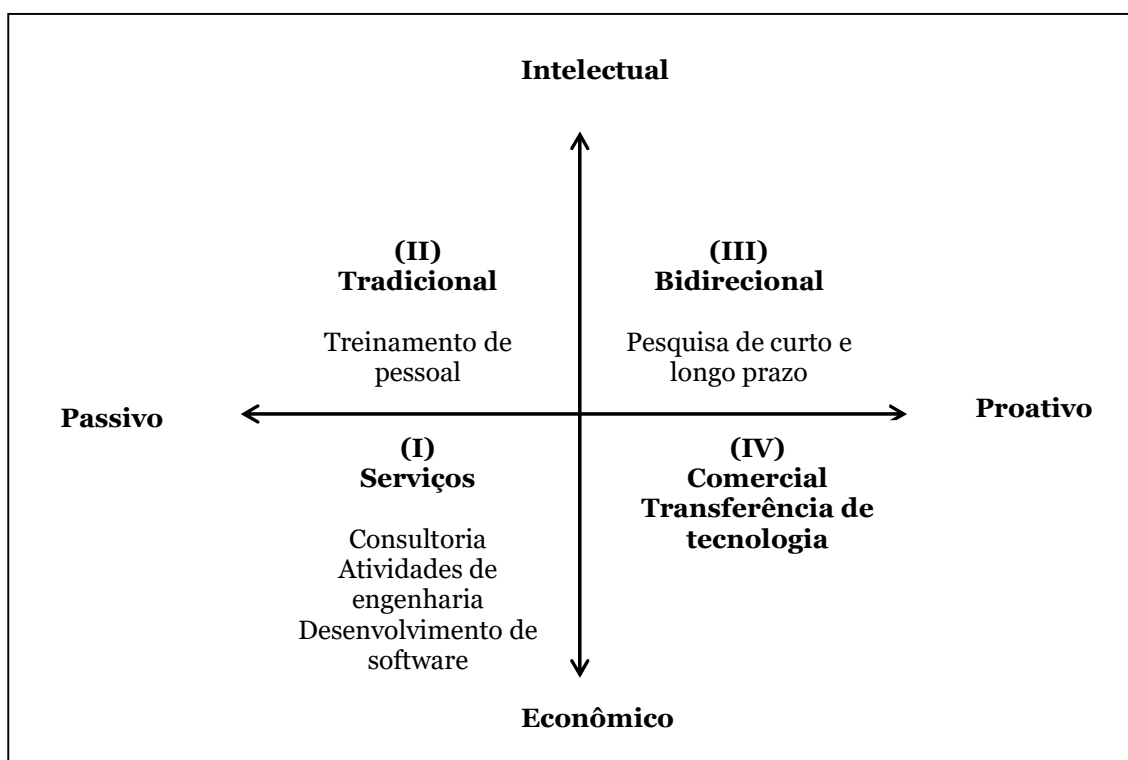 Intelectual
(II)
Tradicional
Treinamento de
pessoal
(III)
Bidirecional
Pesquisa de curto e
longo prazo
Passivo
Proativo
(I)
Serviços
Consultoria
Atividades de
engenharia
Desenvolvimento de
software
(IV)
Comercial
Transferência de
tecnologia
Econômico